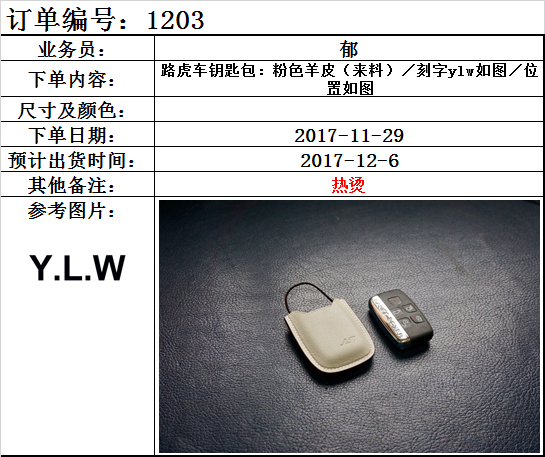 订单编号：1203
业务员：
郁
下单内容：
路虎车钥匙包：粉色羊皮（来料）／刻字ylw如图／位
置如图
尺寸及颜色：
下单日期：
2017-11-29
预计出货时间：
2017-12-6
其他备注：
热烫
参考图片：
Y.L.W